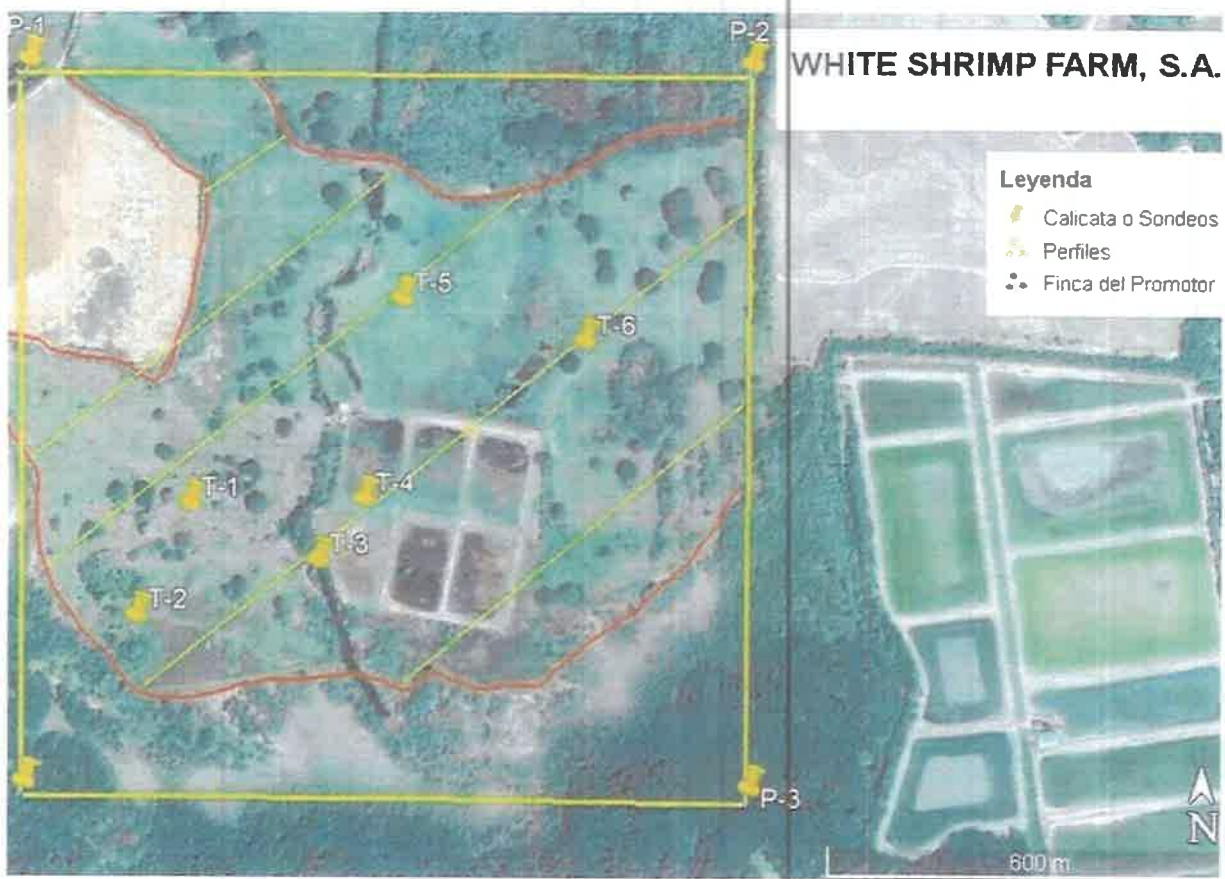 P-1
P-2
WHITE SHRIMP FARM, S.A.
Leyenda
Calicata o Sondeos
Perfiles
Finca del Promotor
T-5
T-6
T-1
T-4
T-3
T-2
P-3
N
600 m